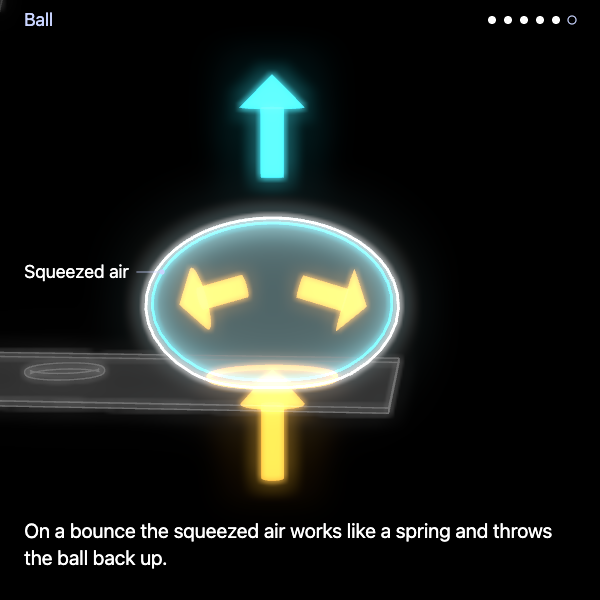 Ball
Squeezed air
On a bounce the squeezed air works like a spring and throws
the ball back up.